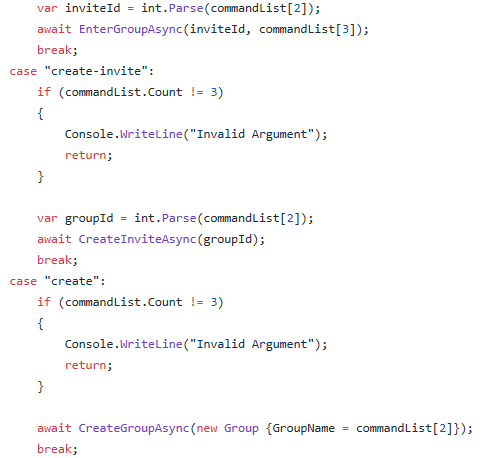 var inviteId = int.Parse(commandList[2]);
    await EnterGroupAsync(inviteId, commandList[3]);
    break;
case "create-invite":
    if (commandList.Count != 3)
    {
        Console.WriteLine("Invalid Argument");
        return;
    }

    var groupId = int.Parse(commandList[2]);
    await CreateInviteAsync(groupId);
    break;
case "create":
    if (commandList.Count != 3)
    {
        Console.WriteLine("Invalid Argument");
        return;
    }

    await CreateGroupAsync(new Group {GroupName = commandList[2]});
    break;